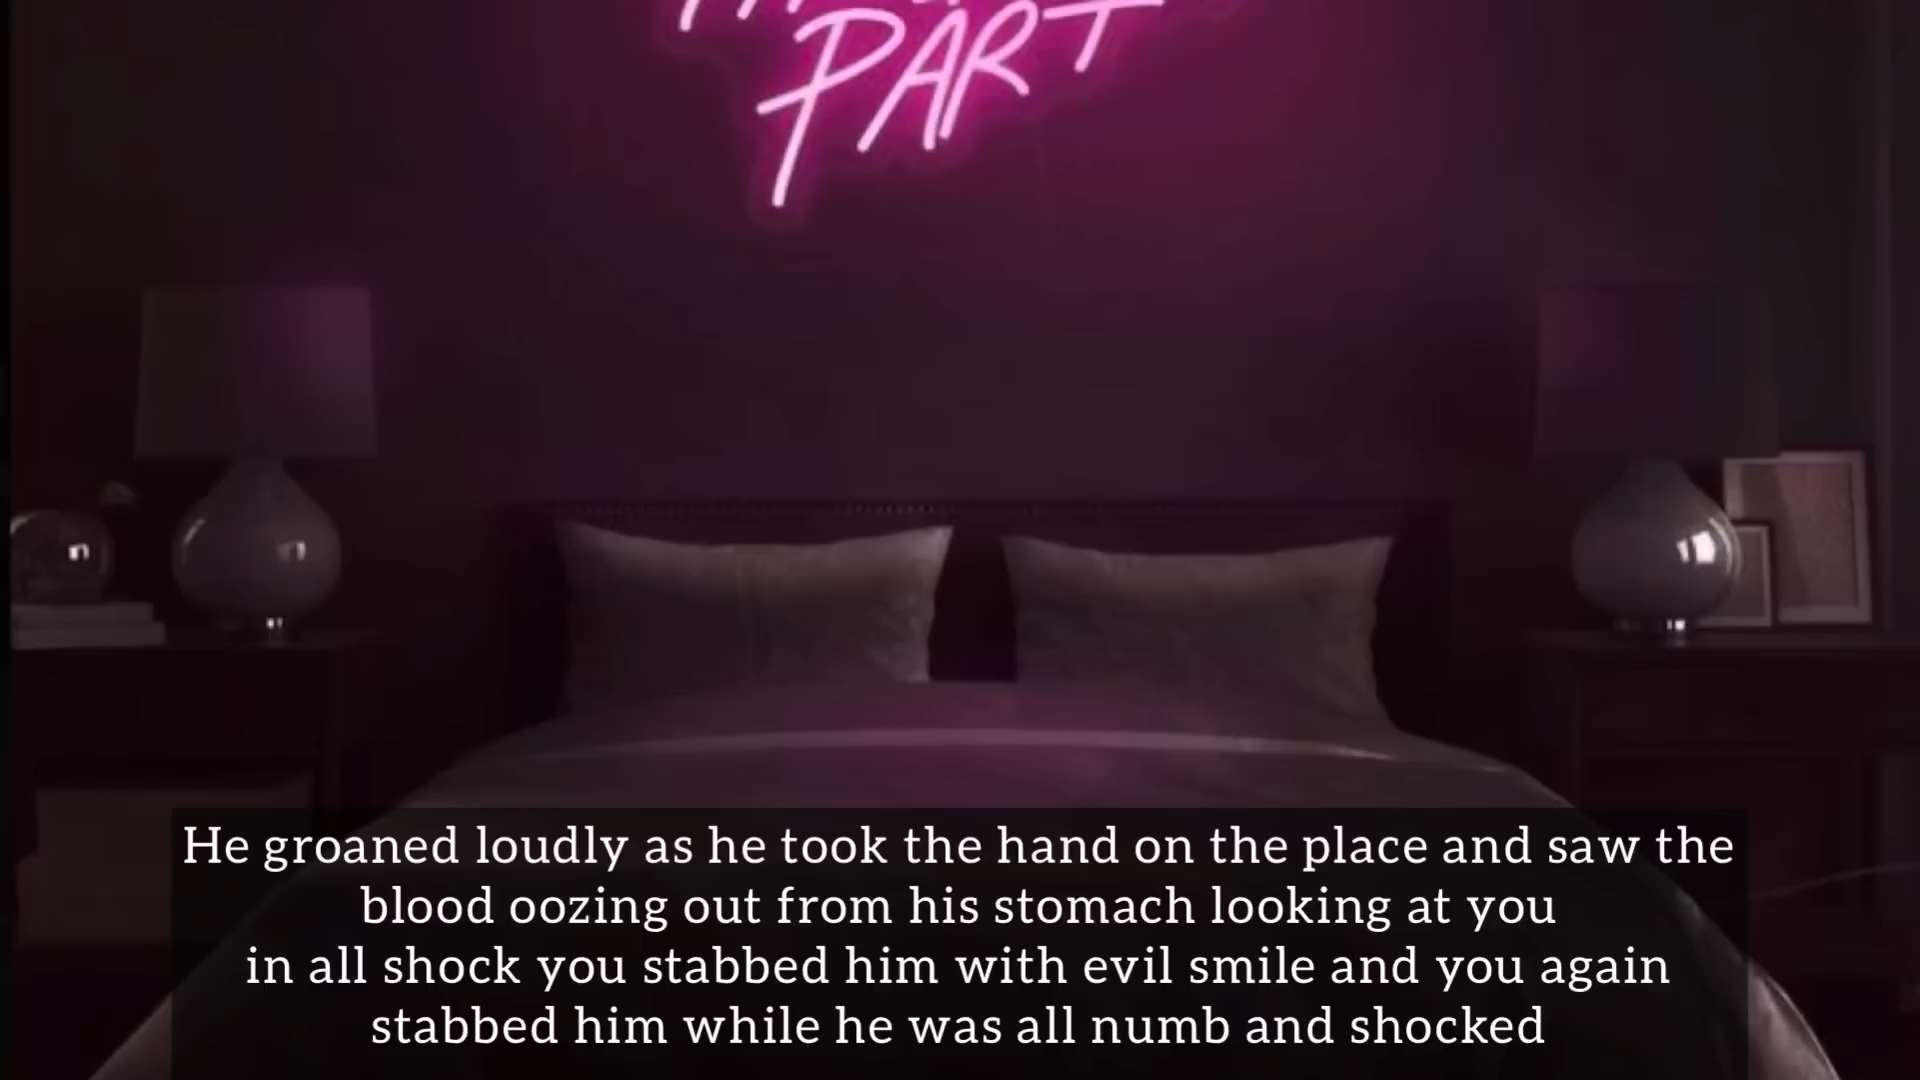 PART
He groaned loudly as he took the hand on the place and saw the
blood oozing out from his stomach looking at you
in all shock you stabbed him with evil smile and you again
stabbed him while he was all numb and shocked